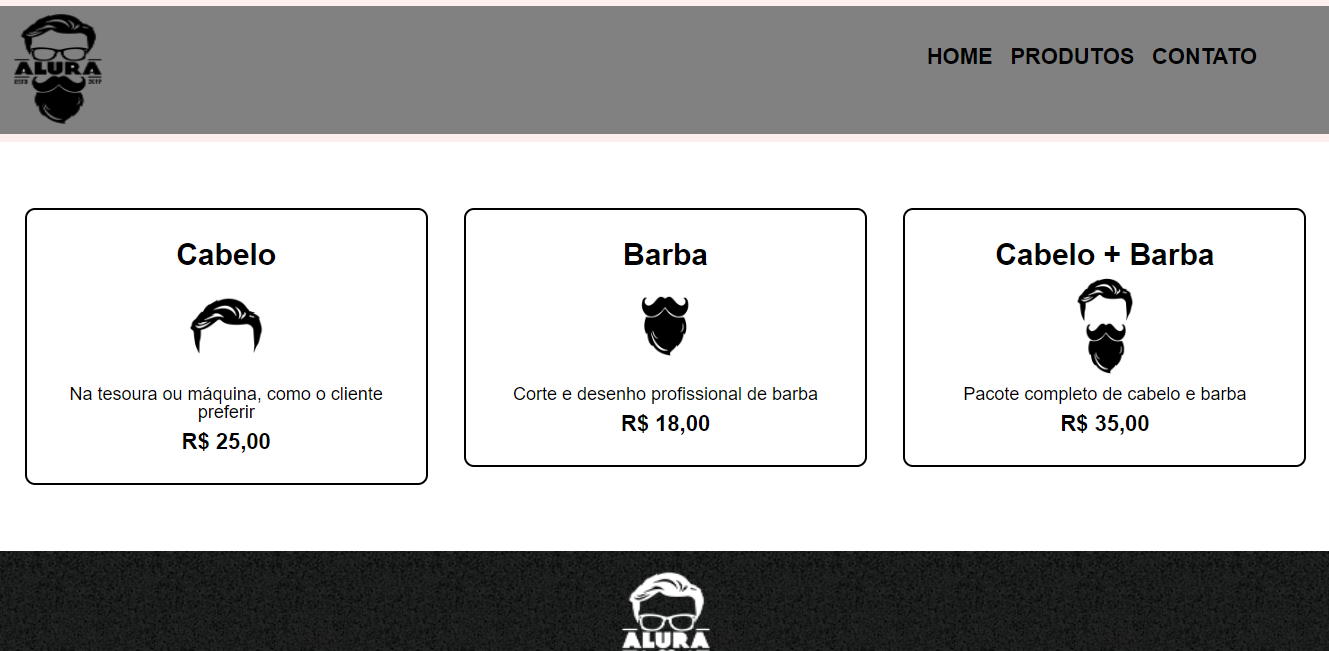 ALURA
ESTD 2019
HOME PRODUTOS CONTATO
Cabelo
Na tesoura ou máquina, como o cliente
preferir
R$ 25,00
Barba
Corte e desenho profissional de barba
R$ 18,00
Cabelo + Barba
Pacote completo de cabelo e barba
R$ 35,00
ALURA